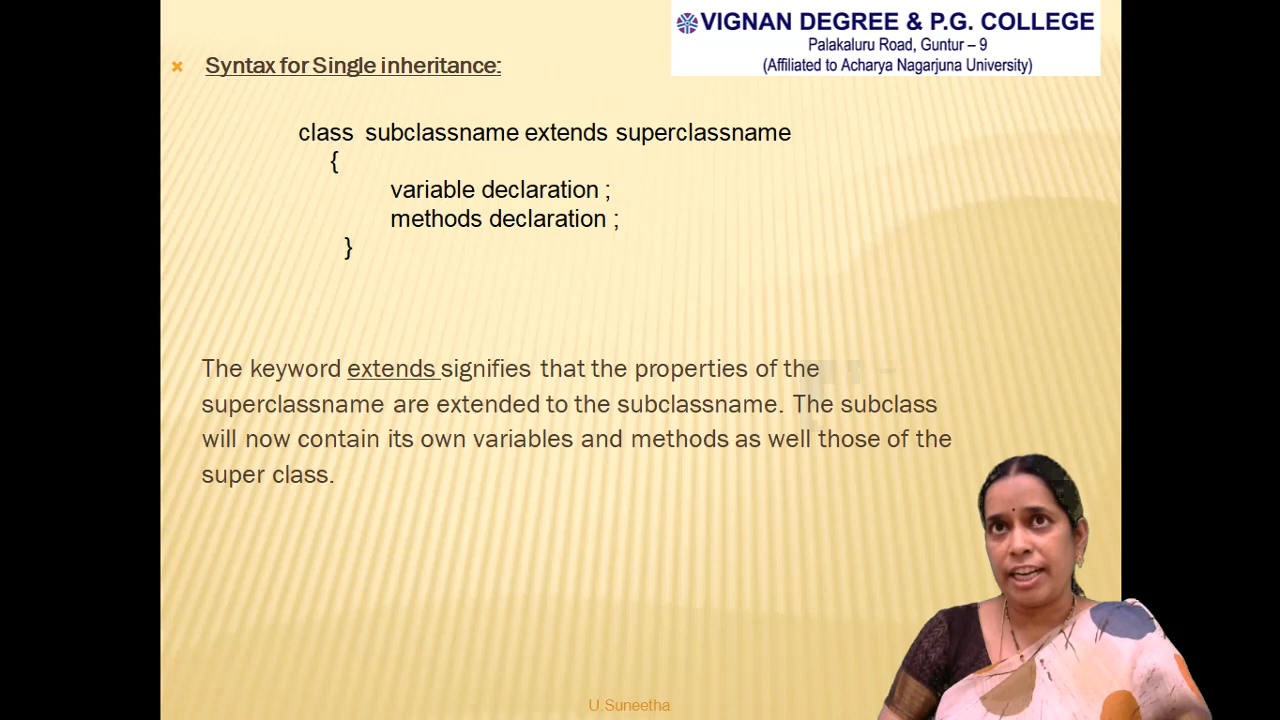 VIGNAN DEGREE & P.G. COLLEGE
Palakaluru Road, Guntur – 9
(Affiliated to Acharya Nagarjuna University)
Syntax for Single inheritance:
class subclassname extends superclassname
{
variable declaration ;
methods declaration ;
}
The keyword extends signifies that the properties of the
superclassname are extended to the subclassname. The subclass
will now contain its own variables and methods as well those of the
super class.
U.Suneetha